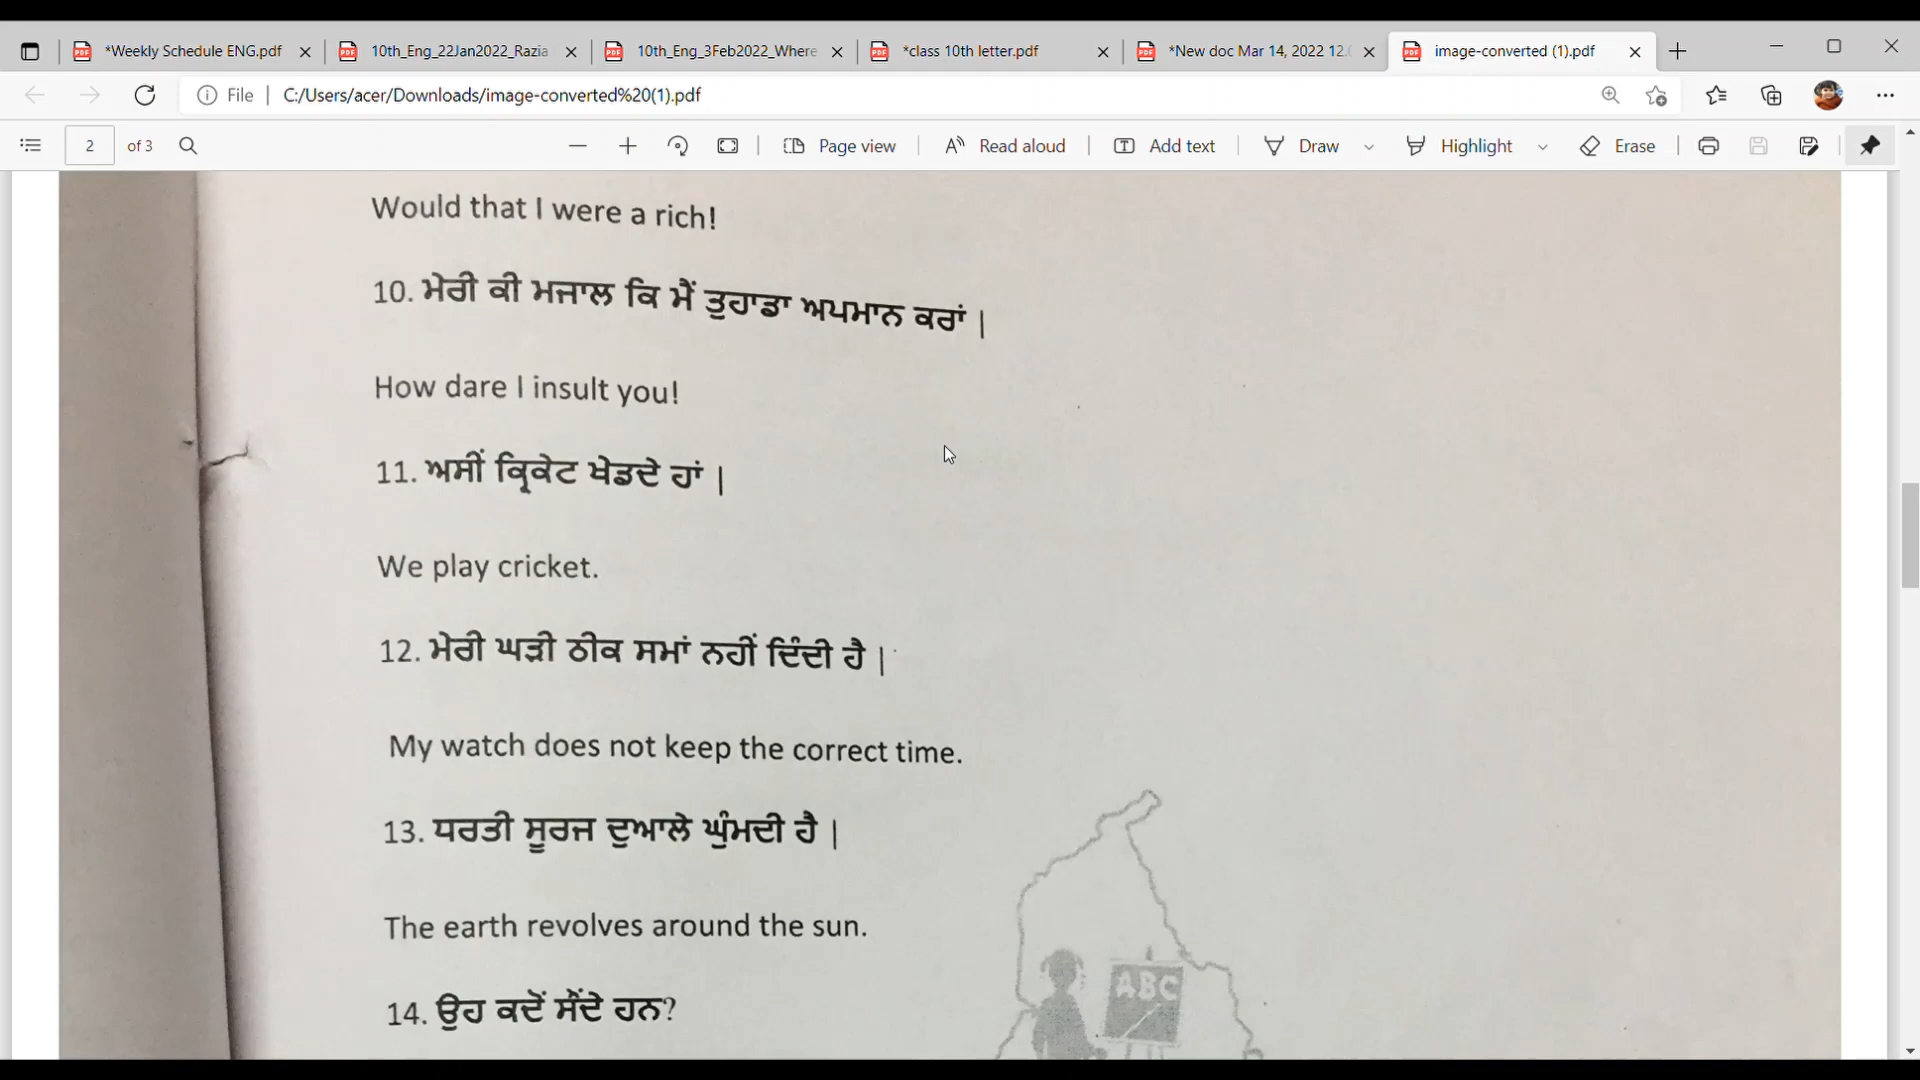 *Weekly Schedule ENG.pdf
10th_Eng_22Jan2022_Razia
10th_Eng_3Feb2022_Where
*class 10th letter.pdf
*New doc Mar 14, 2022 12.
image-converted (1).pdf
File
C:/Users/acer/Downloads/image-converted%20(1).pdf
2 of 3
Page view
Read aloud
Add text
Draw
Highlight
Erase
Would that I were a rich!
10. ਮੇਰੀ ਕੀ ਮਜਾਲ ਕਿ ਮੈਂ ਤੁਹਾਡਾ ਅਪਮਾਨ ਕਰਾਂ |
How dare I insult you!
11. ਅਸੀਂ ਕ੍ਰਿਕੇਟ ਖੇਡਦੇ ਹਾਂ |
We play cricket.
12. ਮੇਰੀ ਘੜੀ ਠੀਕ ਸਮਾਂ ਨਹੀਂ ਦਿੰਦੀ ਹੈ |
My watch does not keep the correct time.
13. ਧਰਤੀ ਸੂਰਜ ਦੁਆਲੇ ਘੁੰਮਦੀ ਹੈ |
The earth revolves around the sun.
ABC
14. ਉਹ ਕਦੋਂ ਸੌਂਦੇ ਹਨ?